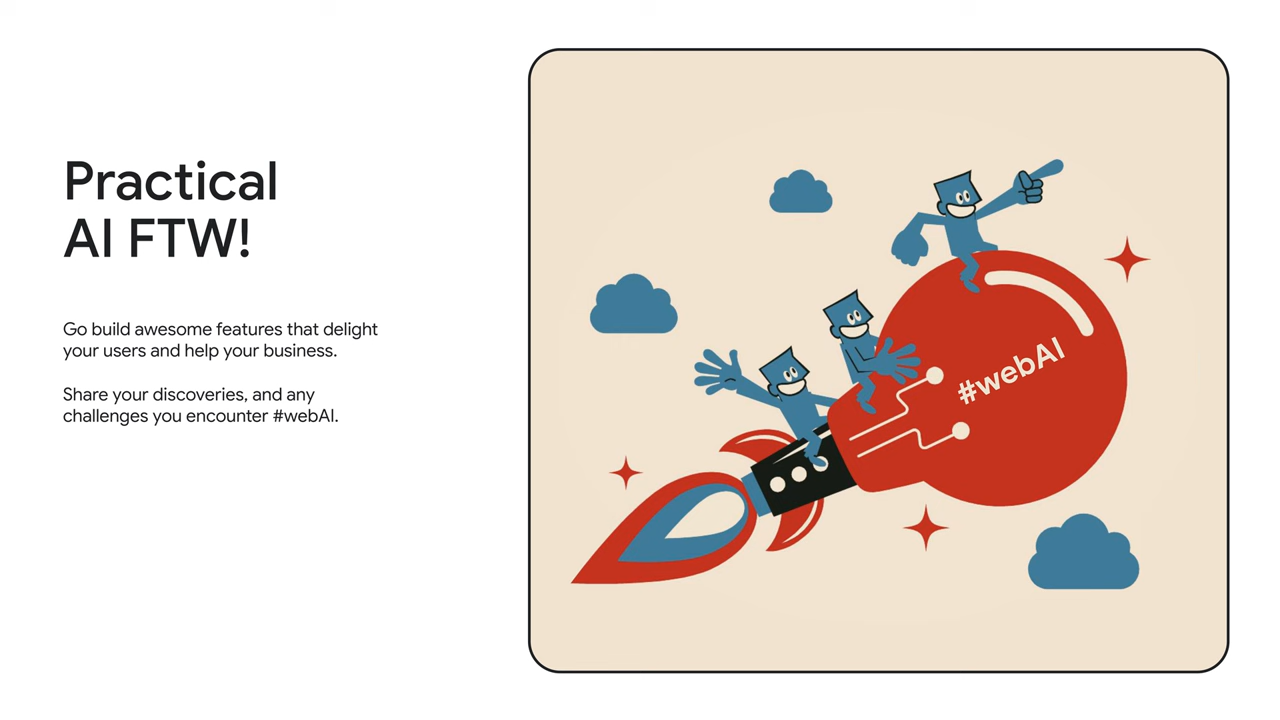 Practical
AI FTW!
Go build awesome features that delight
your users and help your business.
Share your discoveries, and any
challenges you encounter #webAI.
#webAI